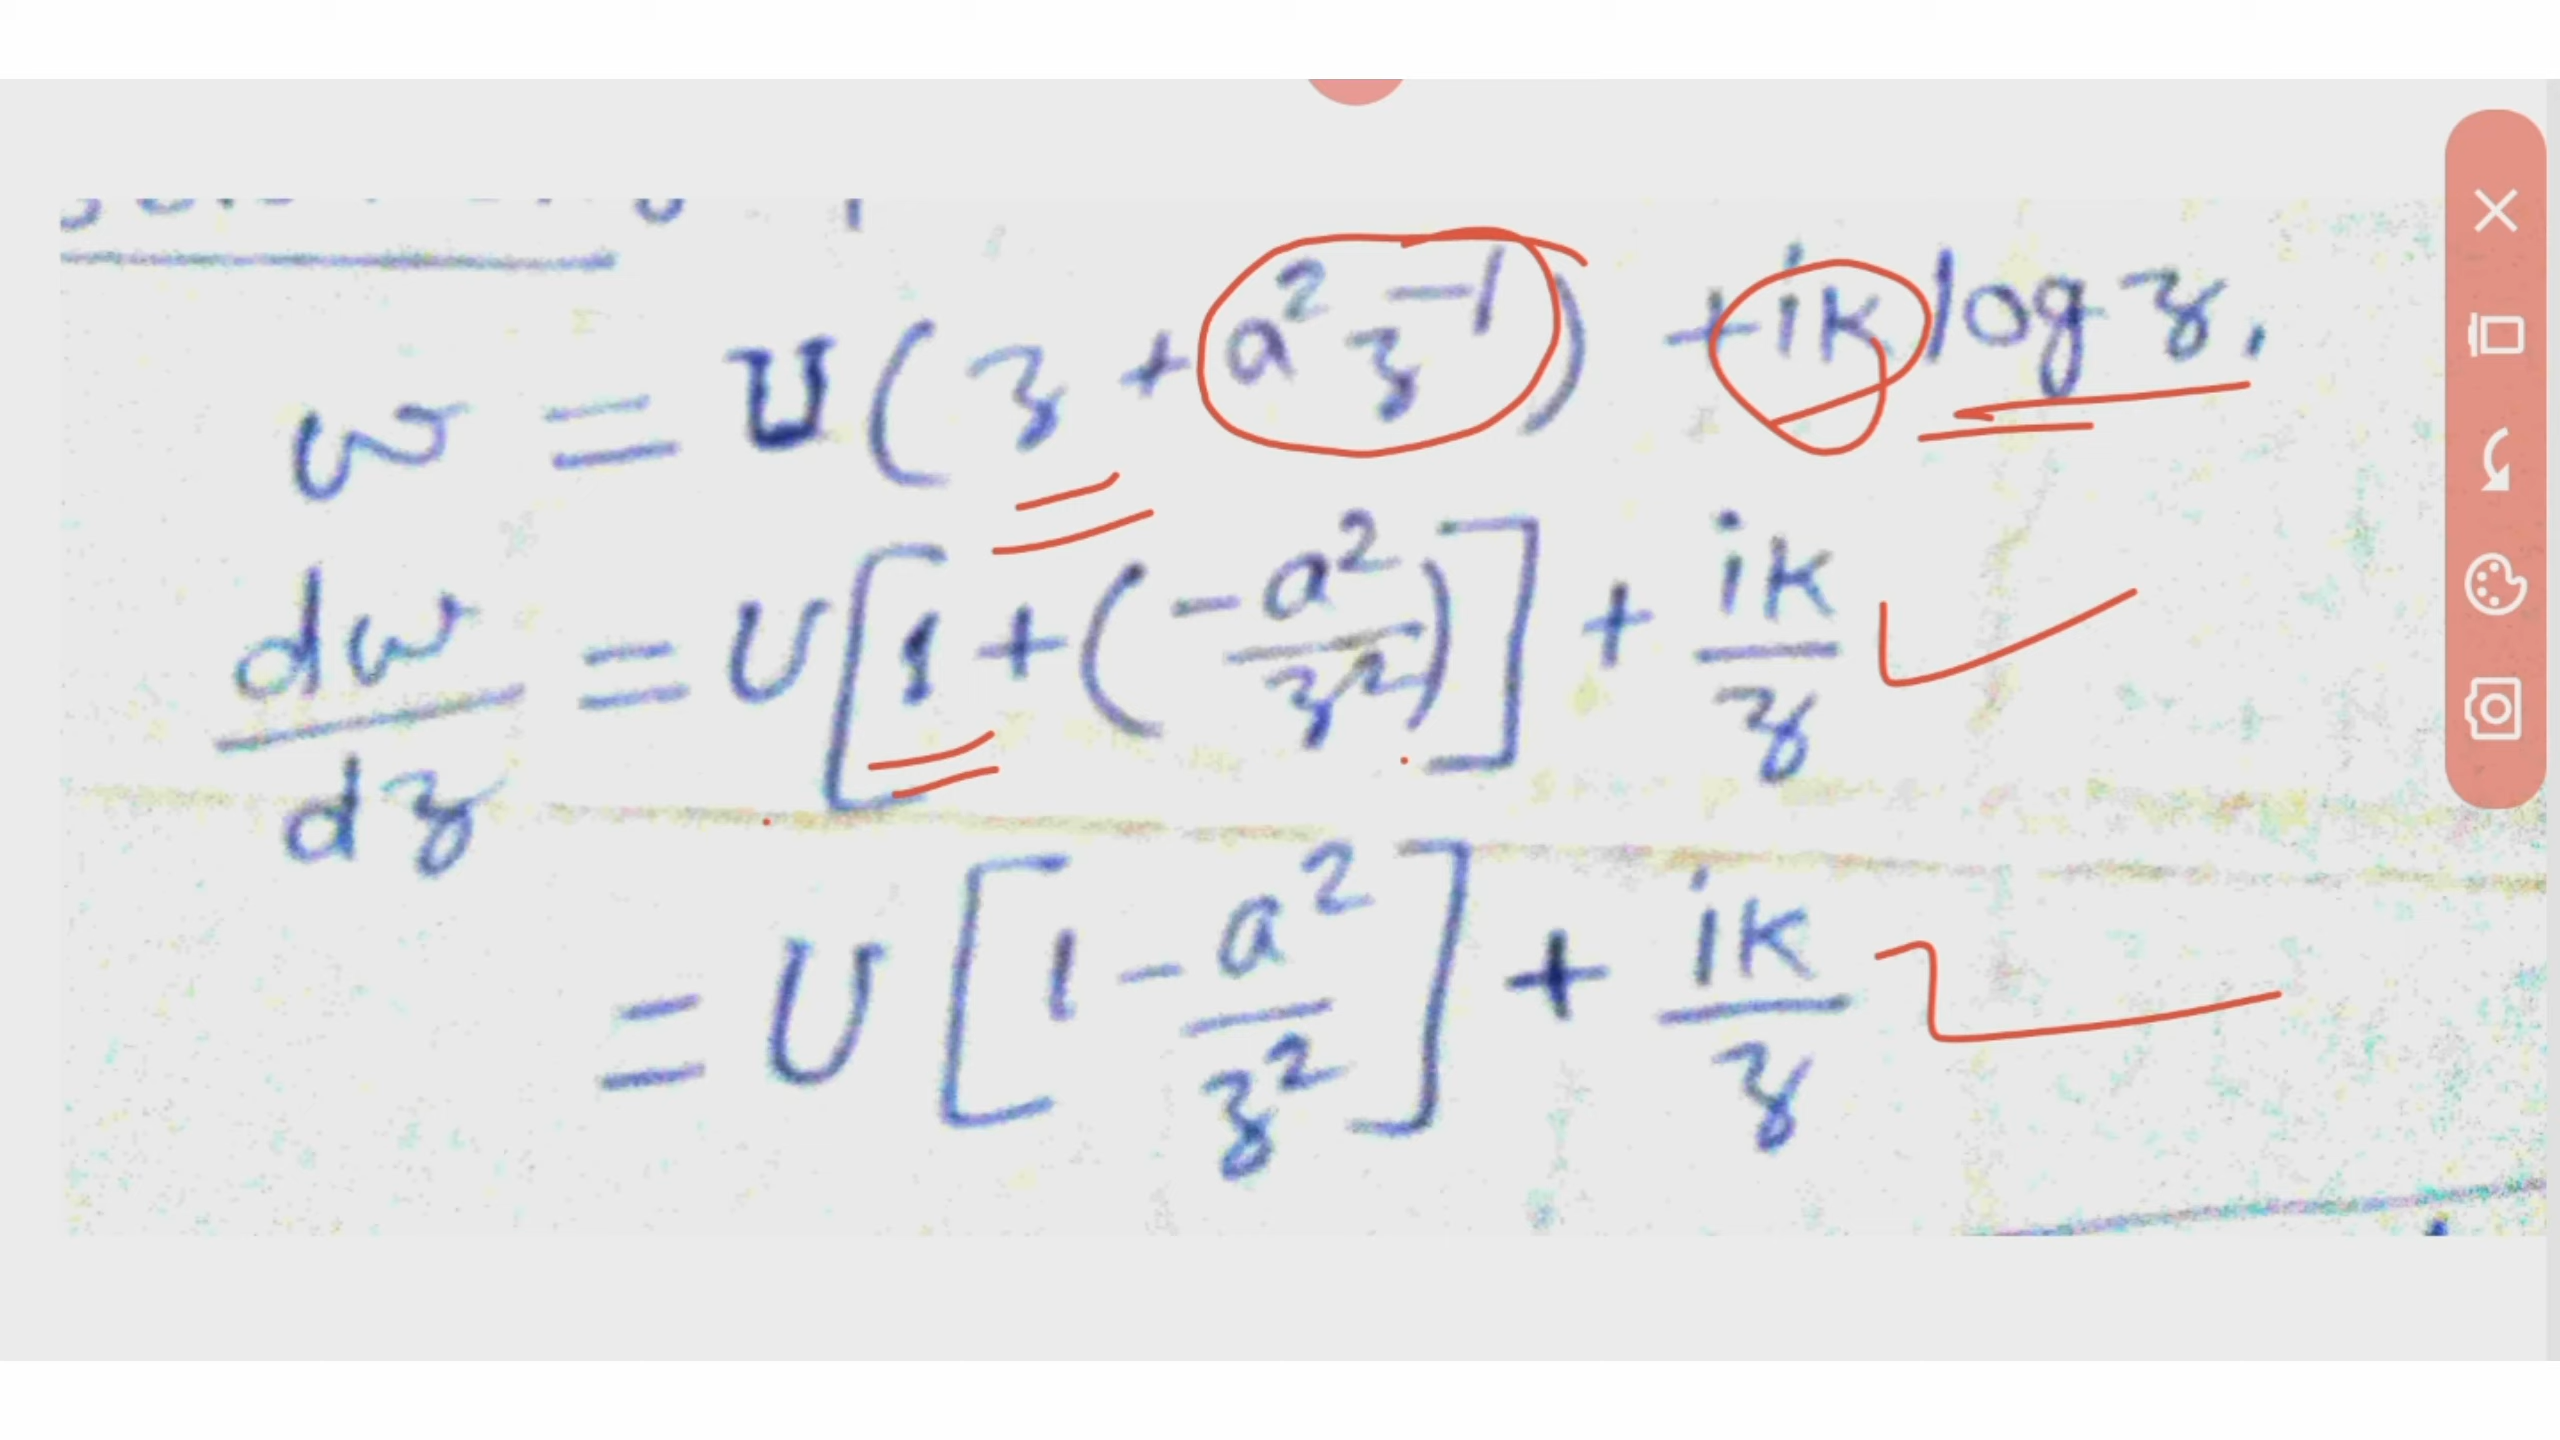 w = U(z + a²z⁻¹) + ik log z,
dw/dz = U[1 + (-a²/z²)] + ik/z
= U[1 - a²/z²] + ik/z